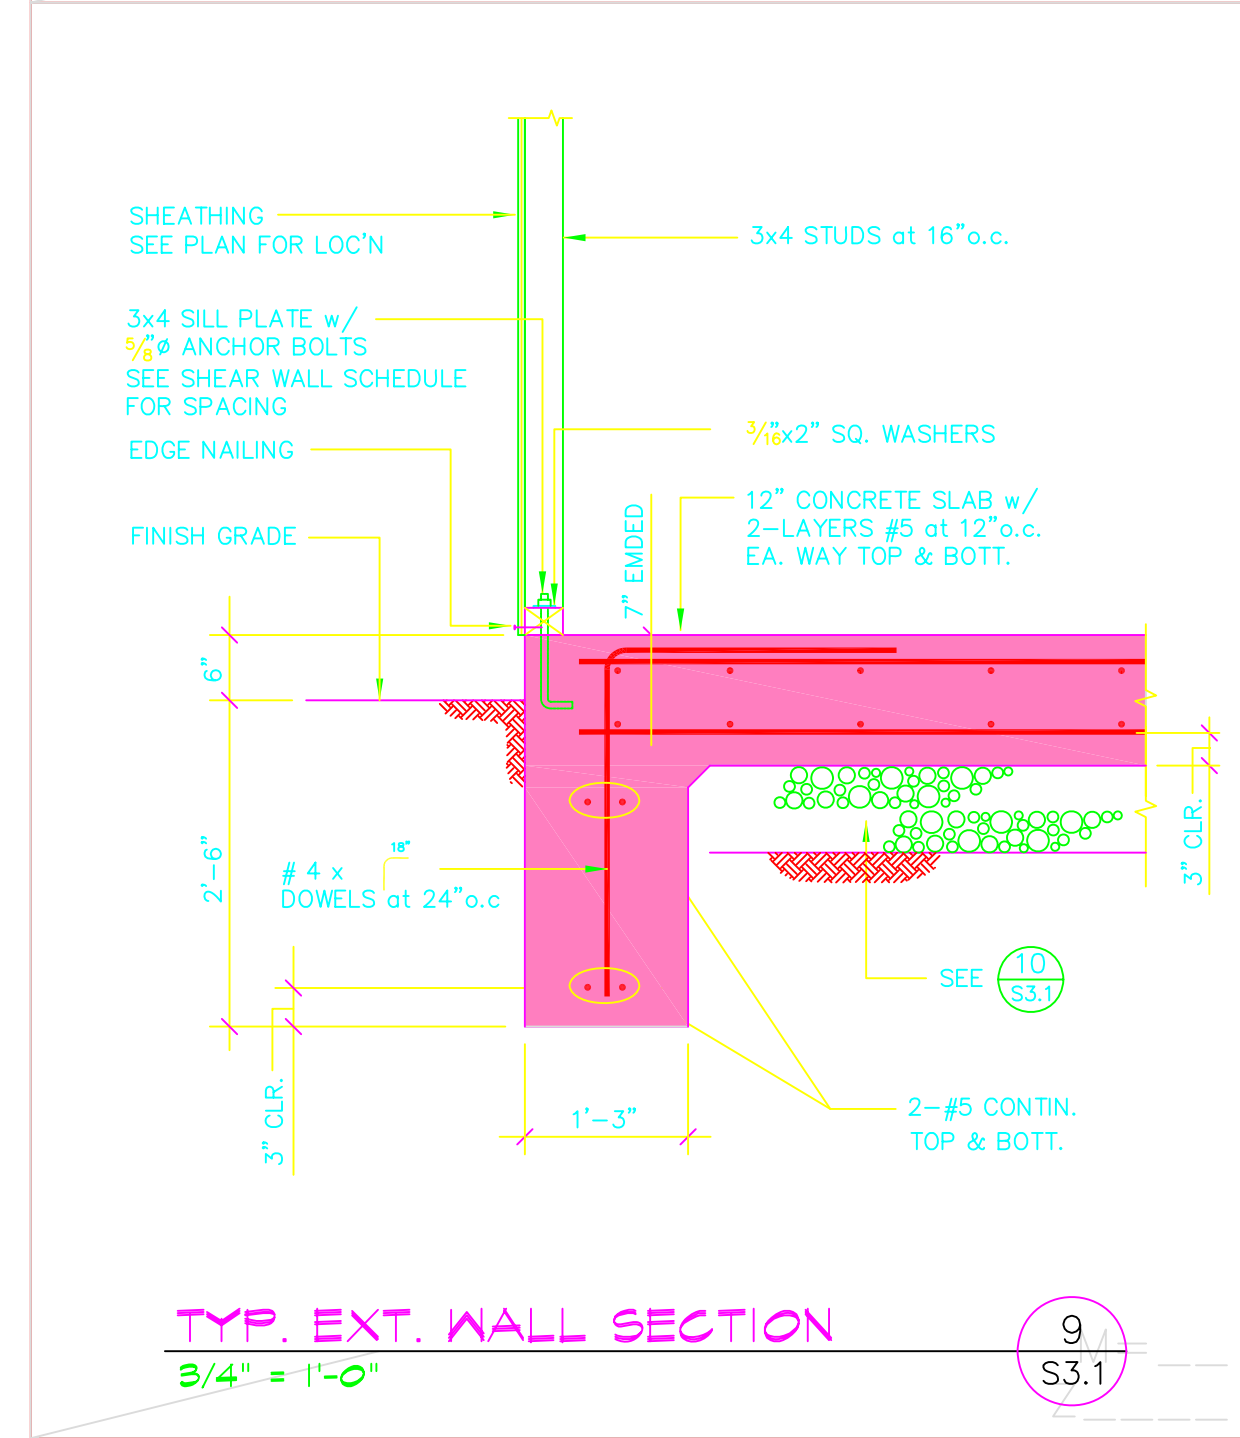 SHEATHING
SEE PLAN FOR LOC'N
3x4 STUDS at 16"o.c.
3x4 SILL PLATE w/
5/8"ø ANCHOR BOLTS
SEE SHEAR WALL SCHEDULE
FOR SPACING
3/16"x2" SQ. WASHERS
EDGE NAILING
12" CONCRETE SLAB w/
2-LAYERS #5 at 12"o.c.
EA. WAY TOP & BOTT.
FINISH GRADE
7" EMDED
6"
2'-6"
18"
# 4 x
DOWELS at 24"o.c
3" CLR.
SEE
10
S3.1
3" CLR.
1'-3"
2-#5 CONTIN.
TOP & BOTT.
TYP. EXT. WALL SECTION
3/4" = 1'-0"
9
S3.1